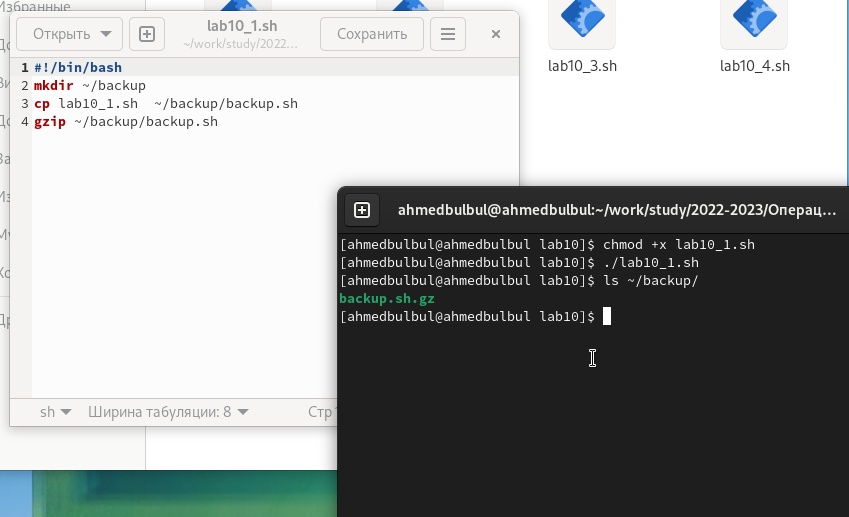 Избранные
Открыть
lab10_1.sh
~/work/study/2022...
Сохранить
1 #!/bin/bash
2 mkdir ~/backup
3 cp lab10_1.sh  ~/backup/backup.sh
4 gzip ~/backup/backup.sh
sh
Ширина табуляции: 8
Стр
lab10_3.sh
lab10_4.sh
ahmedbulbul@ahmedbulbul:~/work/study/2022-2023/Операц...
[ahmedbulbul@ahmedbulbul lab10]$ chmod +x lab10_1.sh
[ahmedbulbul@ahmedbulbul lab10]$ ./lab10_1.sh
[ahmedbulbul@ahmedbulbul lab10]$ ls ~/backup/
backup.sh.gz
[ahmedbulbul@ahmedbulbul lab10]$